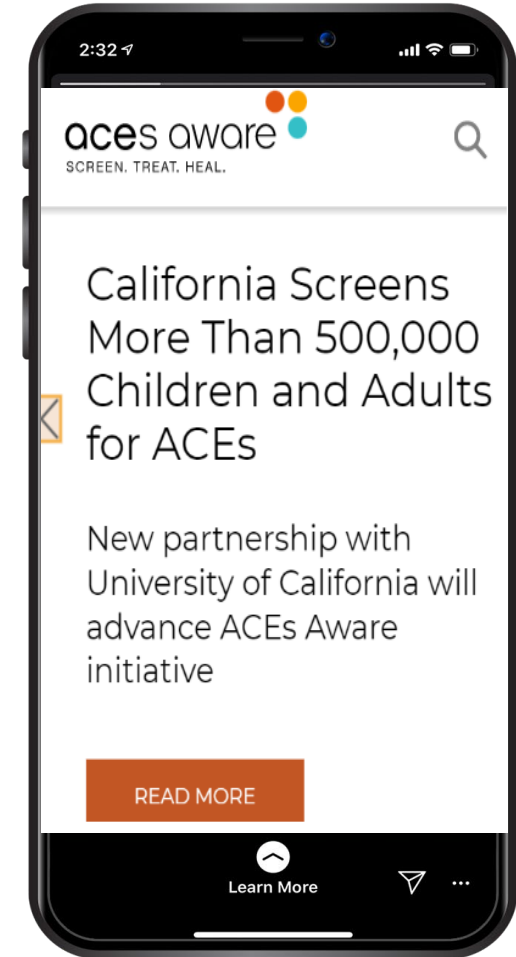 2:32
aces aware
SCREEN. TREAT. HEAL.
California Screens
More Than 500,000
Children and Adults
for ACEs
New partnership with
University of California will
advance ACEs Aware
initiative
READ MORE
Learn More